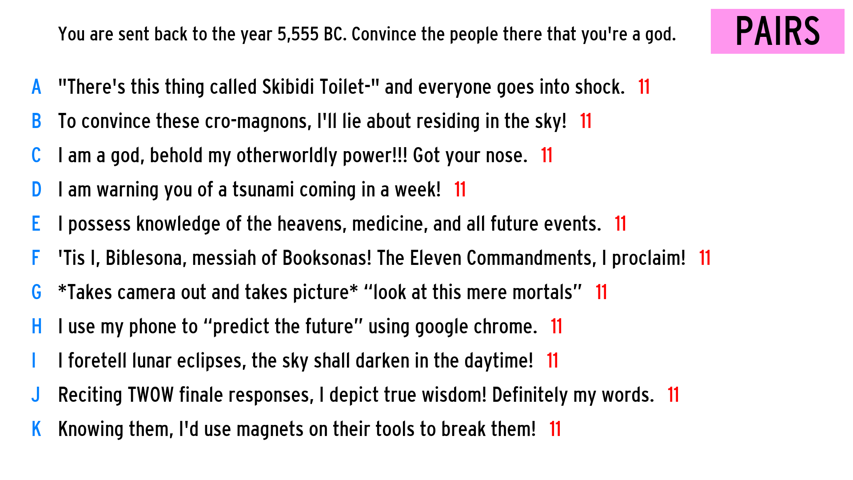 You are sent back to the year 5,555 BC. Convince the people there that you're a god.
PAIRS
A "There's this thing called Skibidi Toilet-" and everyone goes into shock. 11
B To convince these cro-magnons, I'll lie about residing in the sky! 11
C I am a god, behold my otherworldly power!!! Got your nose. 11
D I am warning you of a tsunami coming in a week! 11
E I possess knowledge of the heavens, medicine, and all future events. 11
F 'Tis I, Biblesona, messiah of Booksonas! The Eleven Commandments, I proclaim! 11
G *Takes camera out and takes picture* “look at this mere mortals” 11
H I use my phone to “predict the future” using google chrome. 11
I I foretell lunar eclipses, the sky shall darken in the daytime! 11
J Reciting TWOW finale responses, I depict true wisdom! Definitely my words. 11
K Knowing them, I'd use magnets on their tools to break them! 11